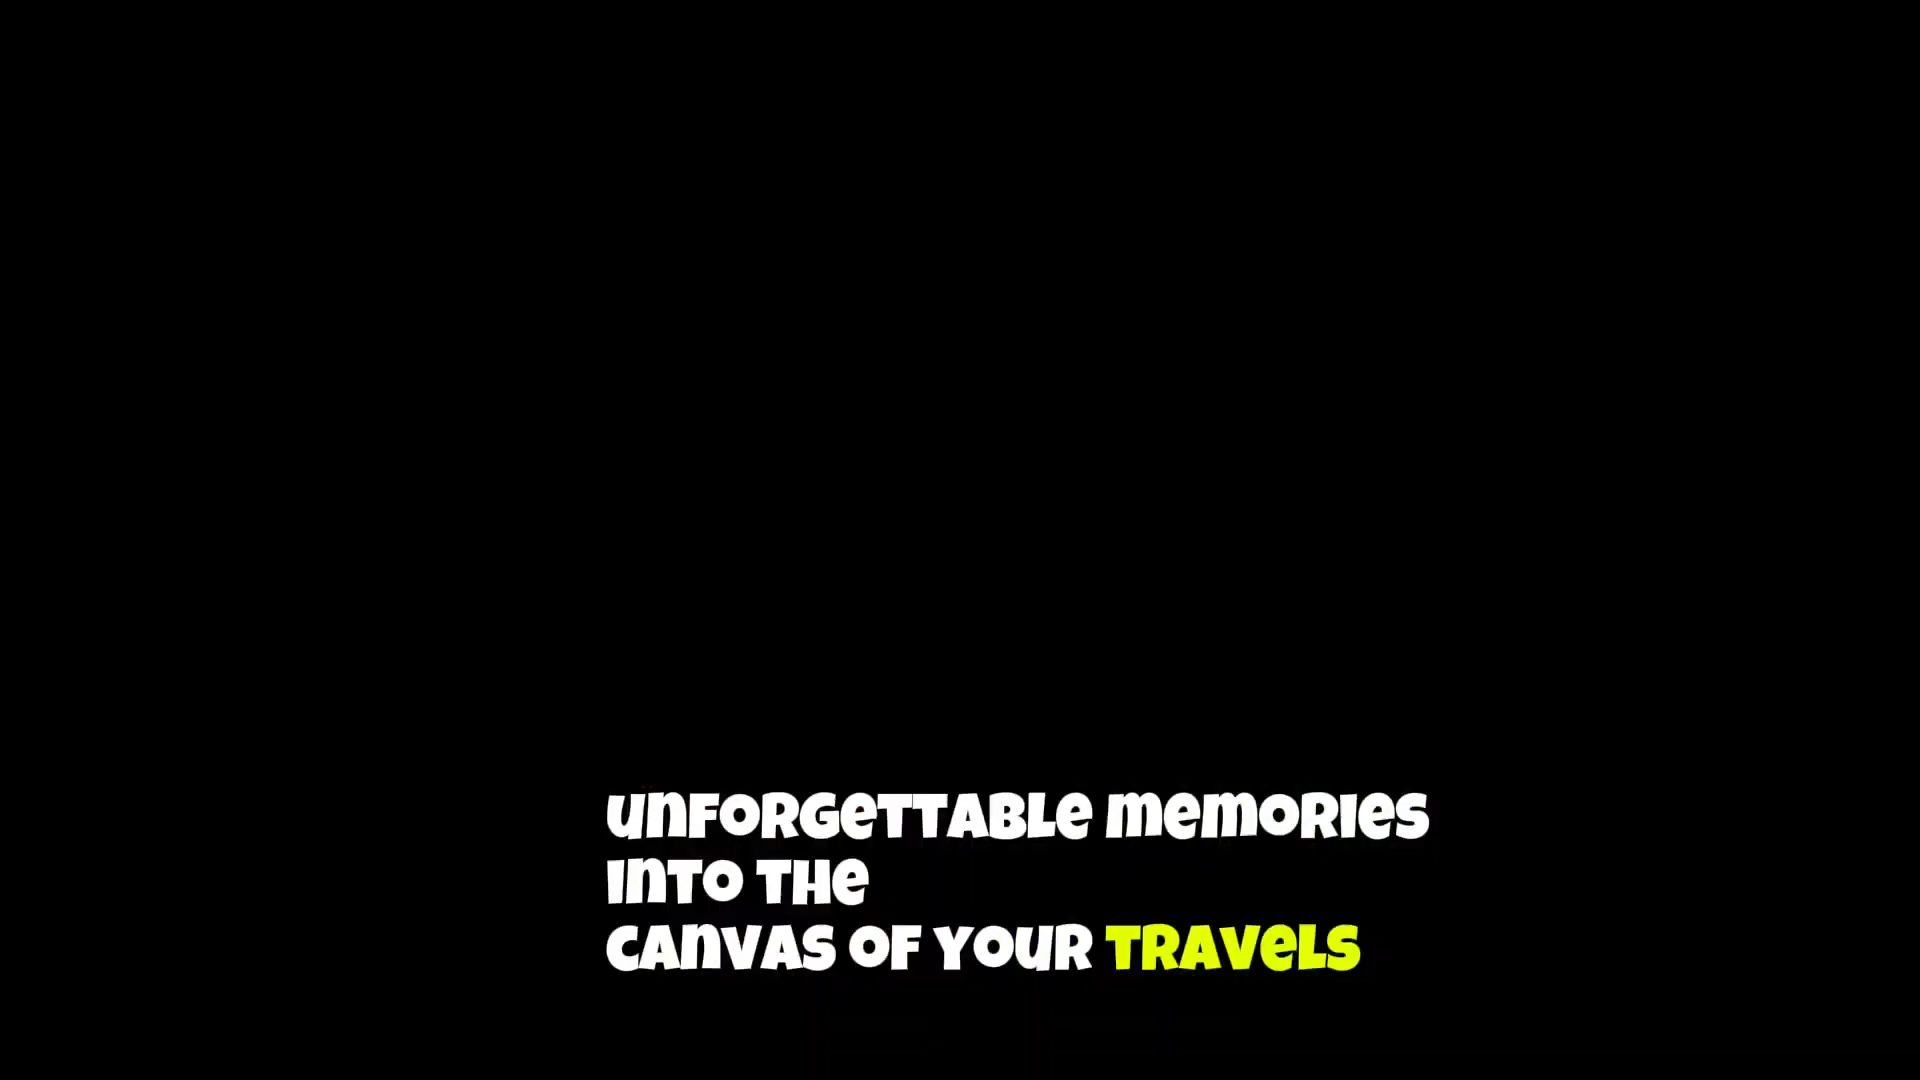 unforgettable memories
into the
canvas of your travels